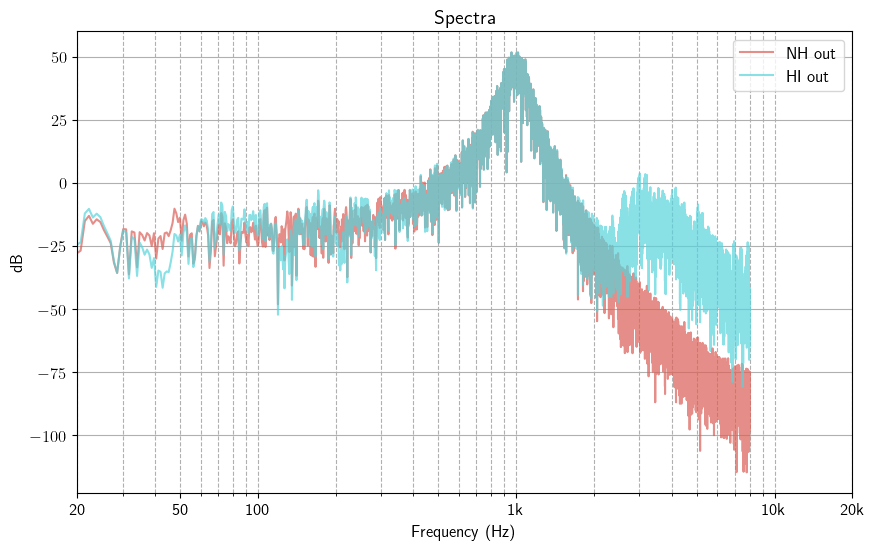 Spectra
NH out
HI out
50
25
0
−25
−50
−75
−100
dB
20
50
100
1k
10k
20k
Frequency (Hz)